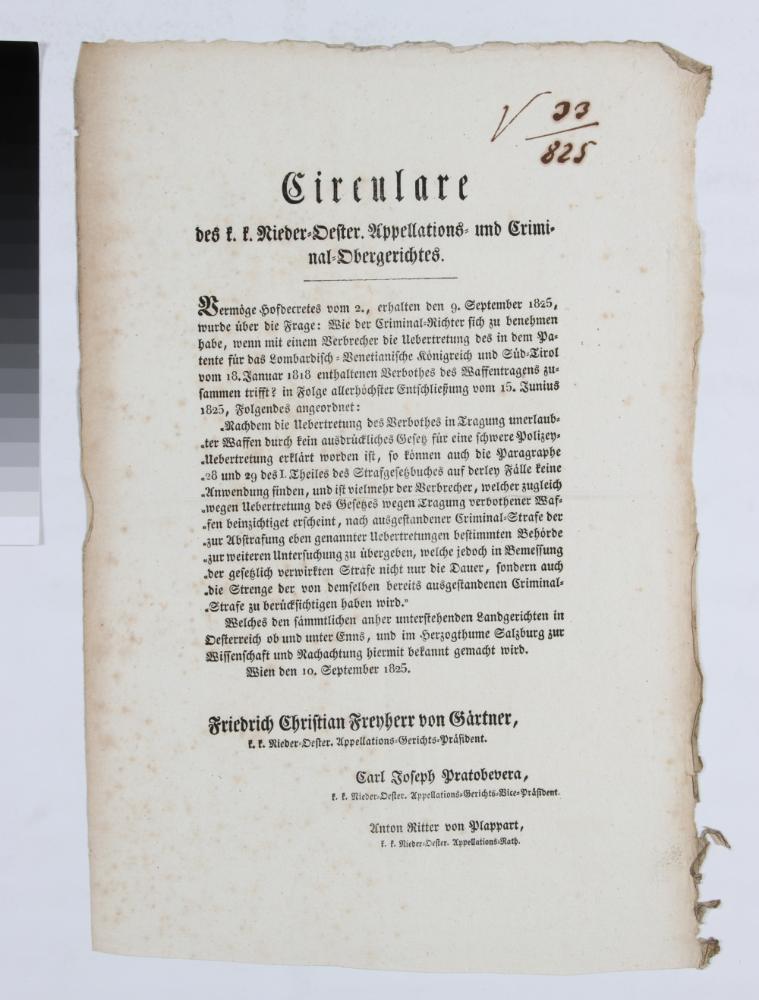 √ 33
825
Circulare
des k. k. Nieder-Oester. Appellations- und Crimi-
nal-Obergerichtes.
Vermöge Hofdecretes vom 2., erhalten den 9. September 1825,
wurde über die Frage: Wie der Criminal-Richter sich zu benehmen
habe, wenn mit einem Verbrecher die Uebertretung des in dem Pa-
tente für das Lombardisch-Venetianische Königreich und Süd-Tirol
vom 18. Januar 1818 enthaltenen Verbothes des Waffentragens zu-
sammen trifft? in Folge allerhöchster Entschließung vom 15. Junius
1825, Folgendes angeordnet:
„Nachdem die Uebertretung des Verbothes in Tragung unerlaub-
„ter Waffen durch kein ausdrückliches Gesetz für eine schwere Polizey-
„Uebertretung erklärt worden ist, so können auch die Paragraphe
„28 und 29 des I. Theiles des Strafgesetzbuches auf derley Fälle keine
„Anwendung finden, und ist vielmehr der Verbrecher, welcher zugleich
„wegen Uebertretung des Gesetzes wegen Tragung verbothener Waf-
„fen beinzichtiget erscheint, nach ausgestandener Criminal-Strafe der
„zur Abstrafung eben genannter Uebertretungen bestimmten Behörde
„zur weiteren Untersuchung zu übergeben, welche jedoch in Bemessung
„der gesetzlich verwirkten Strafe nicht nur die Dauer, sondern auch
„die Strenge der von demselben bereits ausgestandenen Criminal-
„Strafe zu berücksichtigen haben wird.“
Welches den sämmtlichen anher unterstehenden Landgerichten in
Oesterreich ob und unter Enns, und im Herzogthume Salzburg zur
Wissenschaft und Nachachtung hiermit bekannt gemacht wird.
Wien den 10. September 1825.
Friedrich Christian Freyherr von Gärtner,
k. k. Nieder-Oester. Appellations-Gerichts-Präsident.
Carl Joseph Pratobevera,
k. k. Nieder-Oester. Appellations-Gerichts-Vice-Präsident.
Anton Ritter von Plappart,
k. k. Nieder-Oester. Appellations-Rath.